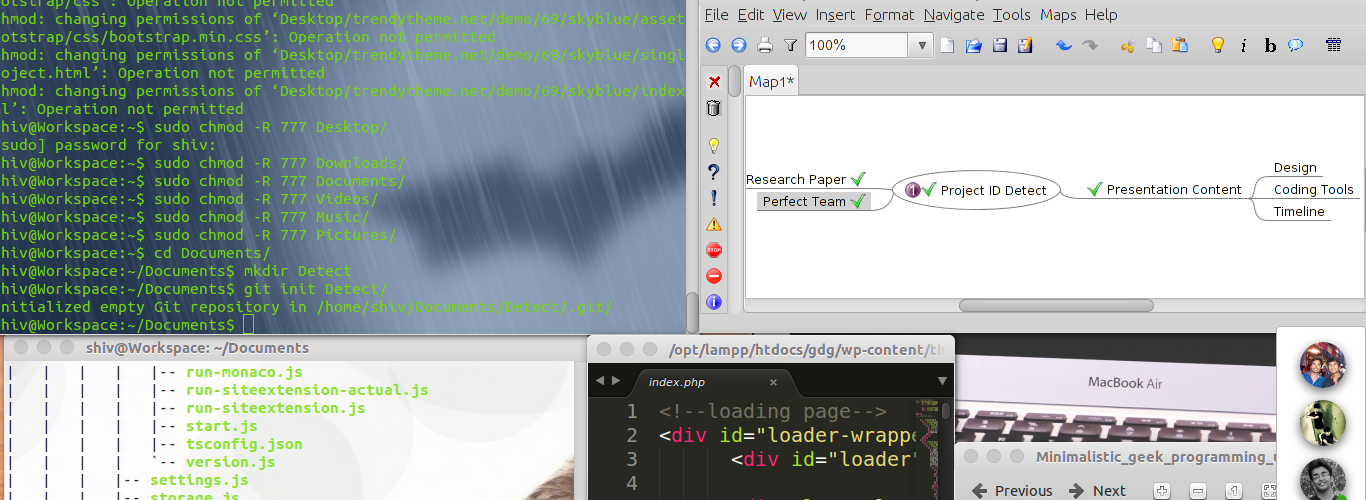 otstrap/css’: Operation not permitted
hmod: changing permissions of ‘Desktop/trendytheme.net/demo/69/skyblue/asset
otstrap/css/bootstrap.min.css’: Operation not permitted
hmod: changing permissions of ‘Desktop/trendytheme.net/demo/69/skyblue/singl
oject.html’: Operation not permitted
hmod: changing permissions of ‘Desktop/trendytheme.net/demo/69/skyblue/index
l’: Operation not permitted
hiv@Workspace:~$ sudo chmod -R 777 Desktop/
sudo] password for shiv:
hiv@Workspace:~$ sudo chmod -R 777 Downloads/
hiv@Workspace:~$ sudo chmod -R 777 Documents/
hiv@Workspace:~$ sudo chmod -R 777 Videos/
hiv@Workspace:~$ sudo chmod -R 777 Music/
hiv@Workspace:~$ sudo chmod -R 777 Pictures/
hiv@Workspace:~$ cd Documents/
hiv@Workspace:~/Documents$ mkdir Detect
hiv@Workspace:~/Documents$ git init Detect/
nitialized empty Git repository in /home/shiv/Documents/Detect/.git/
hiv@Workspace:~/Documents$
File Edit View Insert Format Navigate Tools Maps Help
100%
i b
Map1*
Research Paper
Perfect Team
1 Project ID Detect
Presentation Content
Design
Coding Tools
Timeline
STOP
shiv@Workspace: ~/Documents
| | | | |-- run-monaco.js
| | | | |-- run-siteextension-actual.js
| | | | |-- run-siteextension.js
| | | | |-- start.js
| | | | |-- tsconfig.json
| | | | `-- version.js
| | | |-- settings.js
| | | |-- storage.js
/opt/lampp/htdocs/gdg/wp-content/th
index.php ×
1 <!--loading page-->
2 <div id="loader-wrappe
3 <div id="loader"
4
MacBook Air
Minimalistic_geek_programming_
Previous Next